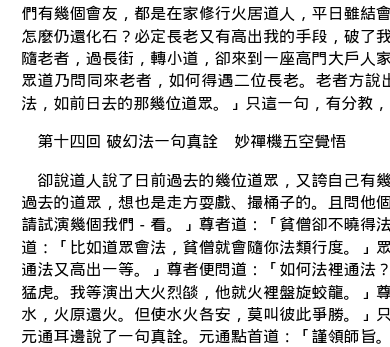 們有幾個會友，都是在家修行火居道人，平日雖結會
怎麼仍還化石？必定長老又有高出我的手段，破了我
隨老者，過長街，轉小道，卻來到一座高門大戶人家
眾道乃問同來老者，如何得遇二位長老。老者方說出
法，如前日去的那幾位道眾。」只這一句，有分教，
第十四回 破幻法一句真詮　妙禪機五空覺悟
卻說道人說了日前過去的幾位道眾，又誇自己有幾
過去的道眾，想也是走方耍戲、撮桶子的。且問他個
請試演幾個我們－看。」尊者道：「貧僧卻不曉得法
道：「比如道眾會法，貧僧就會隨你法類行度。」眾
通法又高出一等。」尊者便問道：「如何法裡通法？
猛虎。我等演出大火烈燄，他就火裡盤旋蛟龍。」尊
水，火原還火。但使水火各安，莫叫彼此爭勝。」只
元通耳邊說了一句真詮。元通點首道：「謹領師旨。